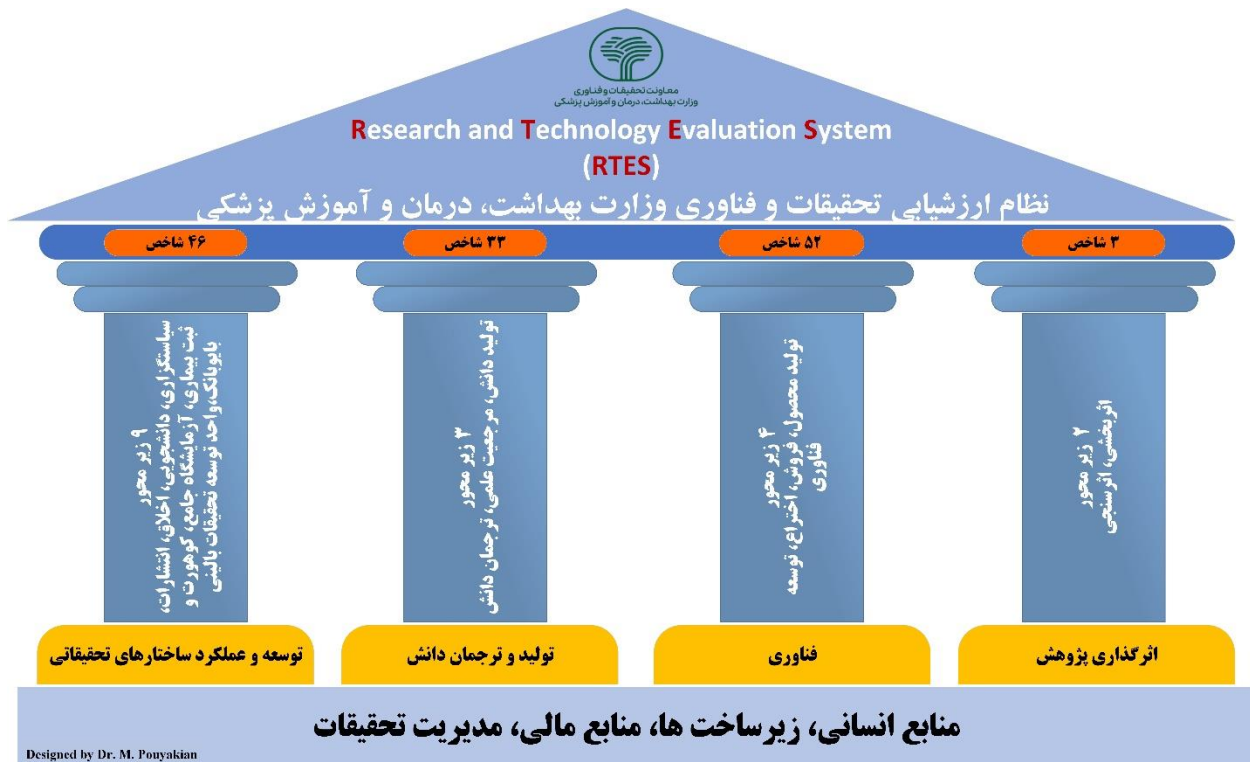 معاونت تحقیقات و فناوری
وزارت بهداشت، درمان و آموزش پزشکی
Research and Technology Evaluation System
(RTES)
نظام ارزشیابی تحقیقات و فناوری وزارت بهداشت، درمان و آموزش پزشکی
۳ شاخص
۵۲ شاخص
۳۳ شاخص
۴۶ شاخص
۲ زیر محور
اثربخشی، اثرسنجی
۴ زیر محور
تولید محصول، فروش، اختراع، توسعه
فناوری
۳ زیر محور
تولید دانش، مرجعیت علمی، ترجمان دانش
۹ زیر محور
سیاستگزاری، دانشجویی، اخلاق، انتشارات،
ثبت بیماری، آزمایشگاه جامع، کوهورت و
بایوبانک،واحد توسعه تحقیقات بالینی
اثرگذاری پژوهش
فناوری
تولید و ترجمان دانش
توسعه و عملکرد ساختارهای تحقیقاتی
منابع انسانی، زیرساخت ها، منابع مالی، مدیریت تحقیقات
Designed by Dr. M. Pouyakian